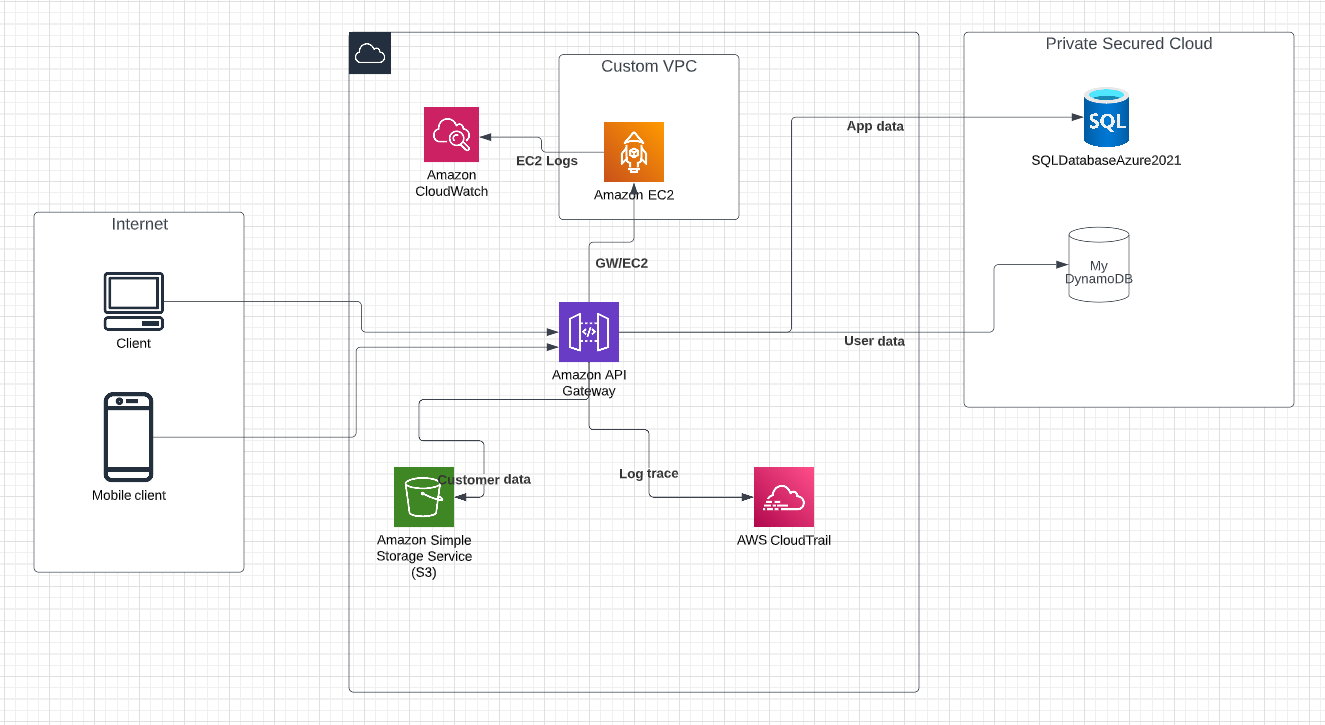 Private Secured Cloud
Custom VPC
SQL
App data
SQLDatabaseAzure2021
EC2 Logs
Amazon
CloudWatch
Amazon EC2
Internet
GW/EC2
My
DynamoDB
Client
User data
Amazon API
Gateway
</>
Mobile client
Customer data
Log trace
Amazon Simple
Storage Service
(S3)
AWS CloudTrail